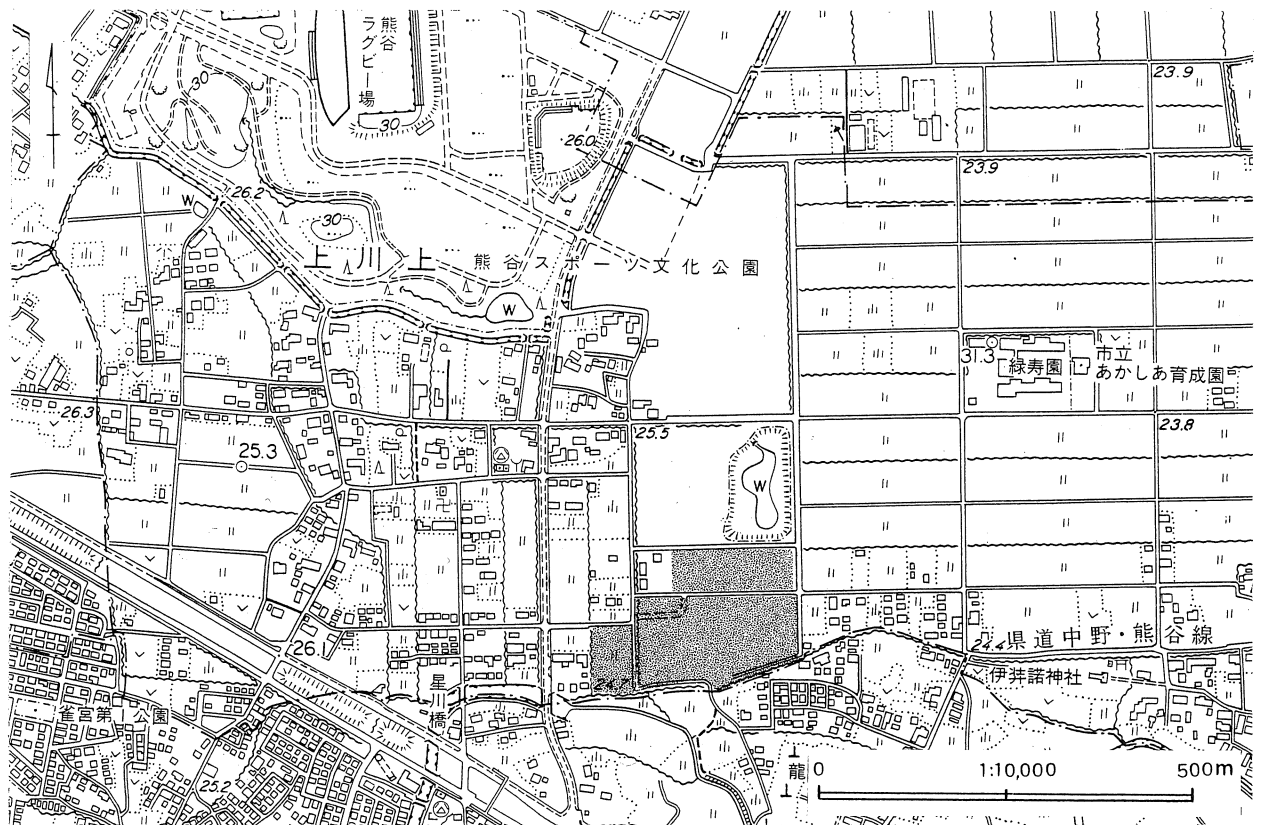 熊谷
ラグビー場
30
30
26.0
23.9
23.9
W
26.2
30
上川上
熊谷スポーツ文化公園
W
31.3
緑寿園
市立
あかしあ育成園
26.3
25.3
25.5
23.8
W
26.1
24.7
24.4
県道中野・熊谷線
伊弉諾神社
星川橋
雀宮第一公園
25.2
龍
0
1:10,000
500m